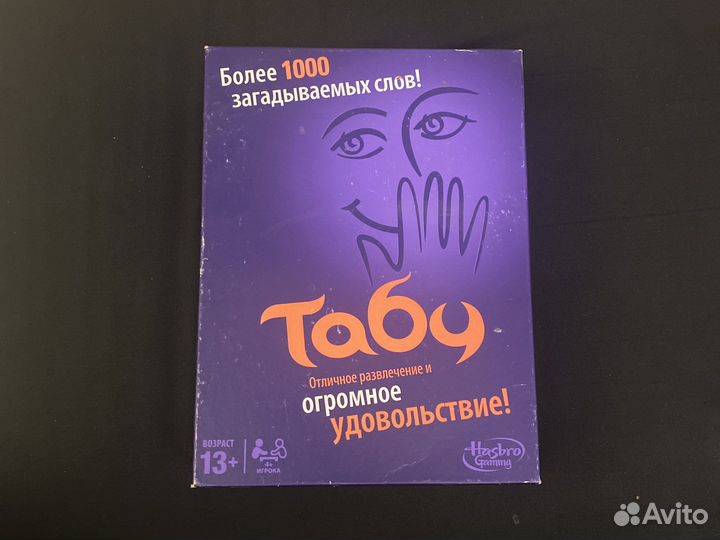 Более 1000
загадываемых слов!
Табу
Отличное развлечение и
огромное
удовольствие!
ВОЗРАСТ
13+
4+
ИГРОКА
Hasbro
Gaming
Avito